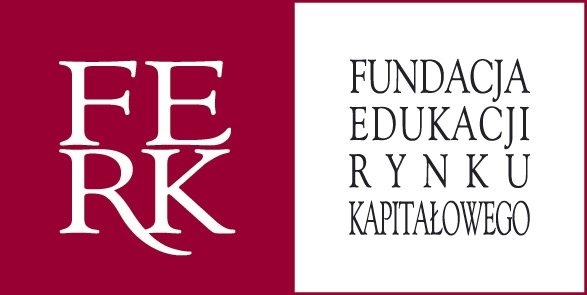 FE
RK
FUNDACJA
EDUKACJI
RYNKU
KAPITAŁOWEGO